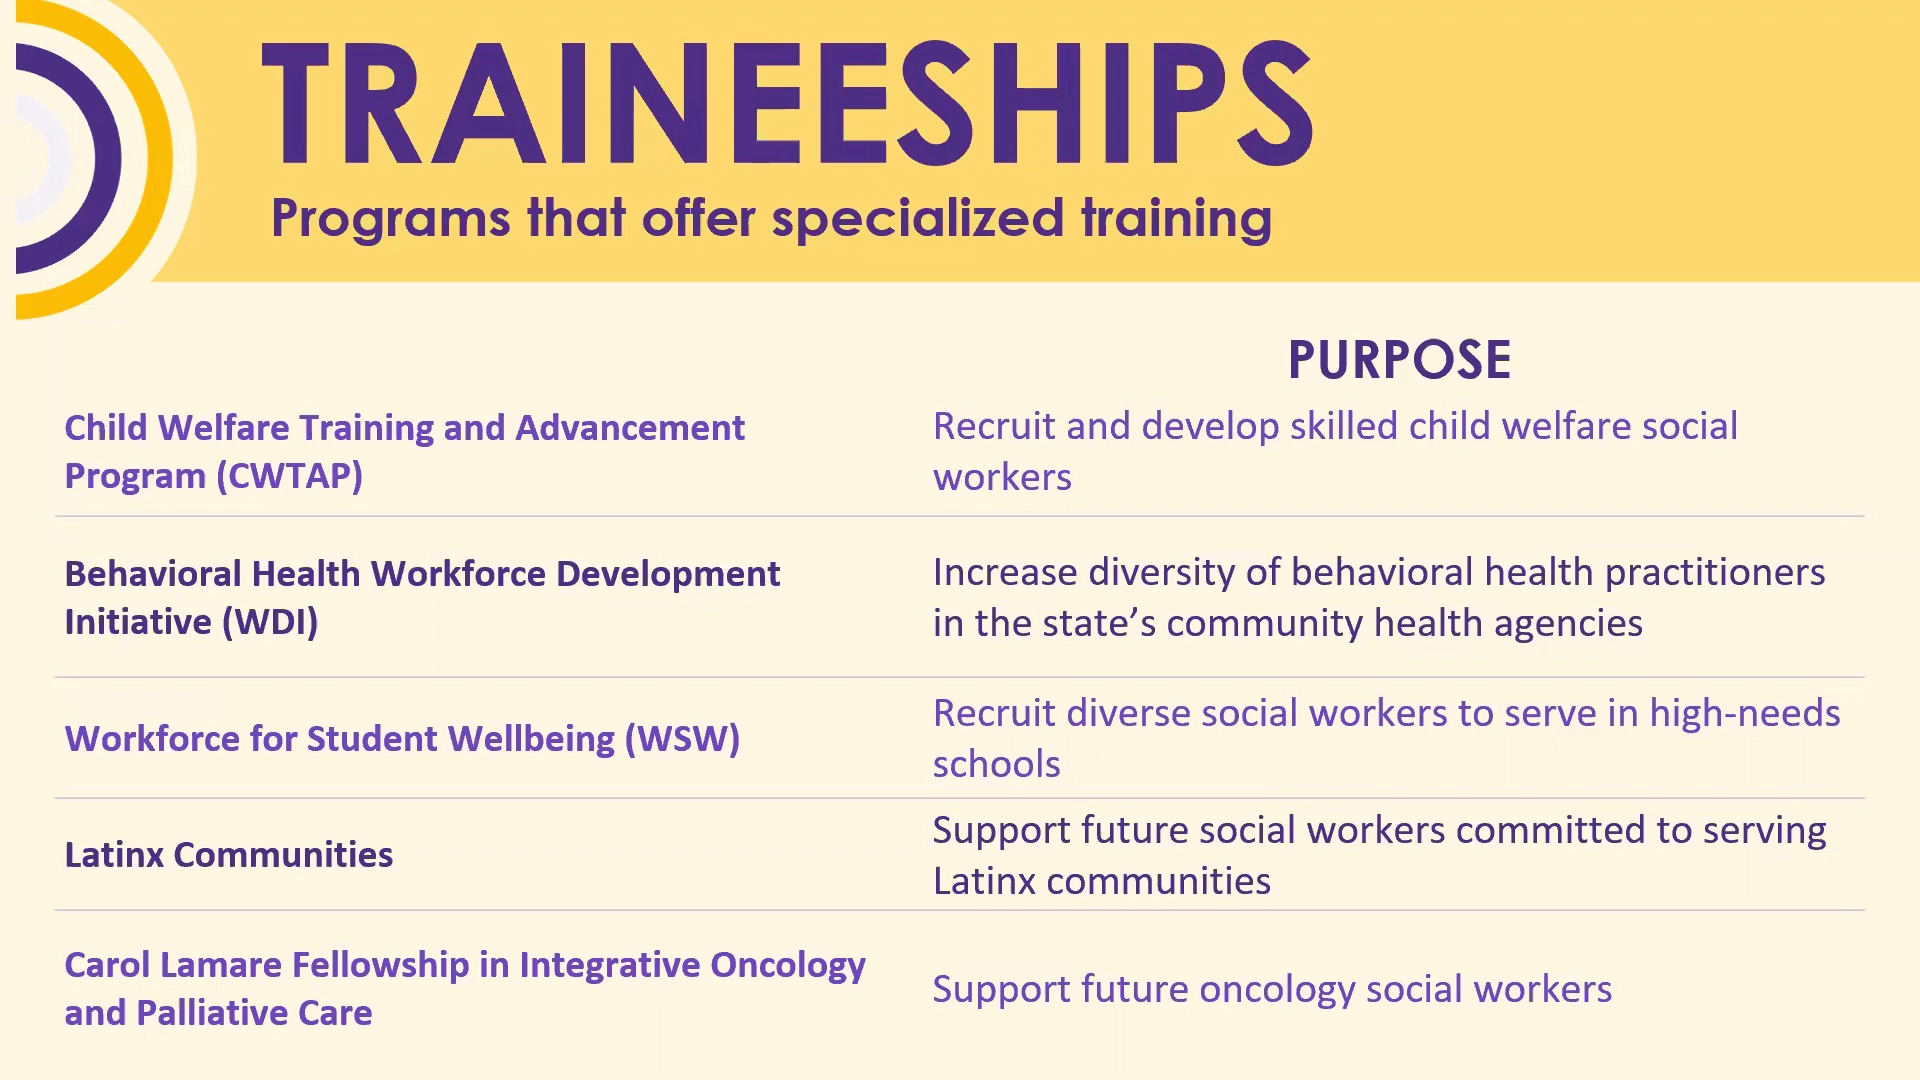 TRAINEESHIPS
Programs that offer specialized training
PURPOSE
Child Welfare Training and Advancement
Program (CWTAP)
Recruit and develop skilled child welfare social
workers
Behavioral Health Workforce Development
Initiative (WDI)
Increase diversity of behavioral health practitioners
in the state’s community health agencies
Workforce for Student Wellbeing (WSW)
Recruit diverse social workers to serve in high-needs
schools
Latinx Communities
Support future social workers committed to serving
Latinx communities
Carol Lamare Fellowship in Integrative Oncology
and Palliative Care
Support future oncology social workers